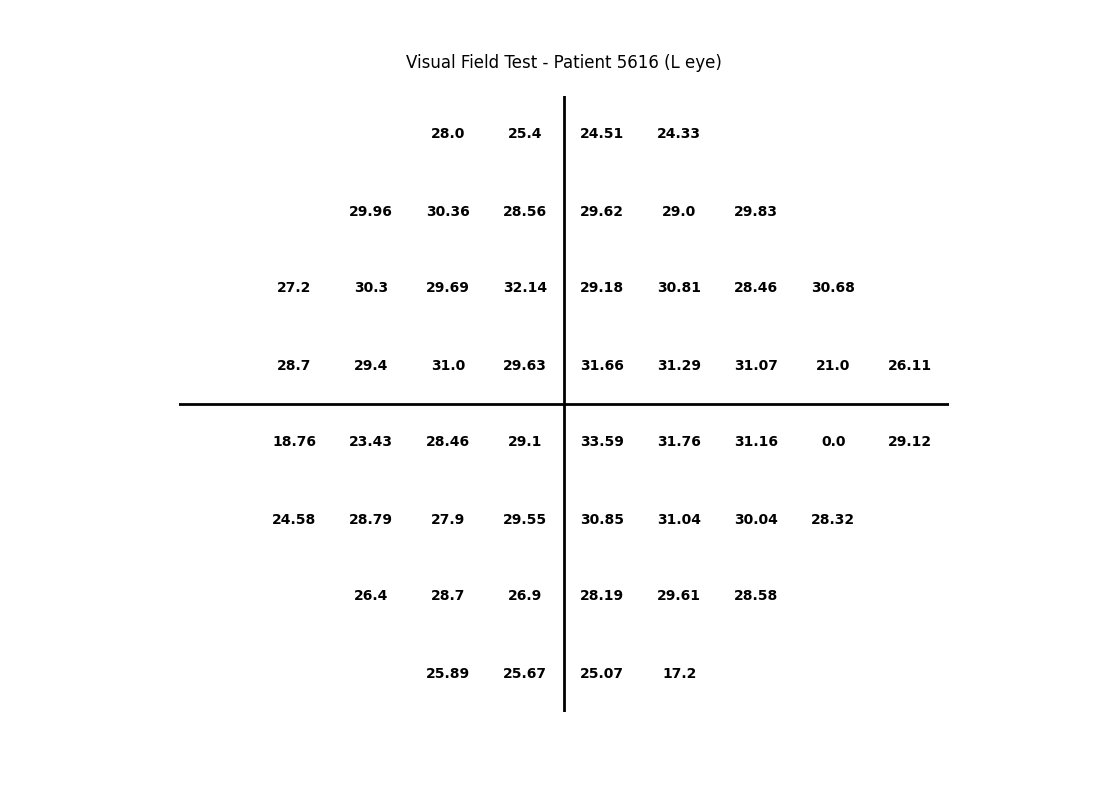 Visual Field Test - Patient 5616 (L eye)
28.0 25.4 24.51 24.33
29.96 30.36 28.56 29.62 29.0 29.83
27.2 30.3 29.69 32.14 29.18 30.81 28.46 30.68
28.7 29.4 31.0 29.63 31.66 31.29 31.07 21.0 26.11
18.76 23.43 28.46 29.1 33.59 31.76 31.16 0.0 29.12
24.58 28.79 27.9 29.55 30.85 31.04 30.04 28.32
26.4 28.7 26.9 28.19 29.61 28.58
25.89 25.67 25.07 17.2